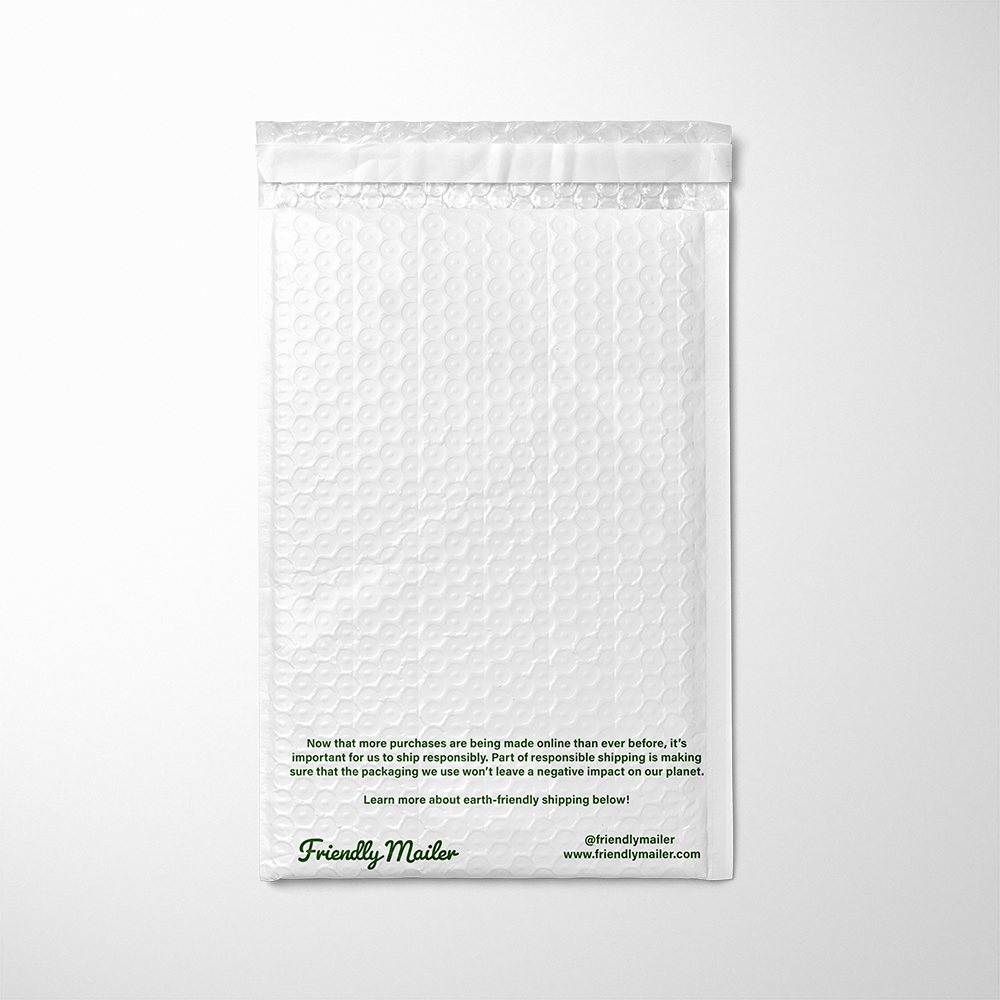 Now that more purchases are being made online than ever before, it's
important for us to ship responsibly. Part of responsible shipping is making
sure that the packaging we use won't leave a negative impact on our planet.
Learn more about earth-friendly shipping below!
Friendly Mailer
@friendlymailer
www.friendlymailer.com